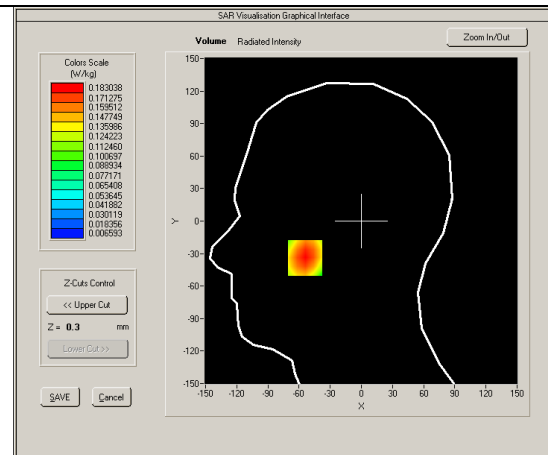 SAR Visualisation Graphical Interface
Volume Radiated Intensity
Zoom In/Out
Colors Scale
(W/kg)
0.183038
0.171275
0.159512
0.147749
0.135986
0.124223
0.112460
0.100697
0.088934
0.077171
0.065408
0.053645
0.041882
0.030119
0.018356
0.006593
Z-Cuts Control
<< Upper Cut
Z = 0.3 mm
Lower Cut >>
SAVE Cancel
150
120
90
60
30
0
-30
-60
-90
-120
-150
Y
-150 -120 -90 -60 -30 0 30 60 90 120 150
X